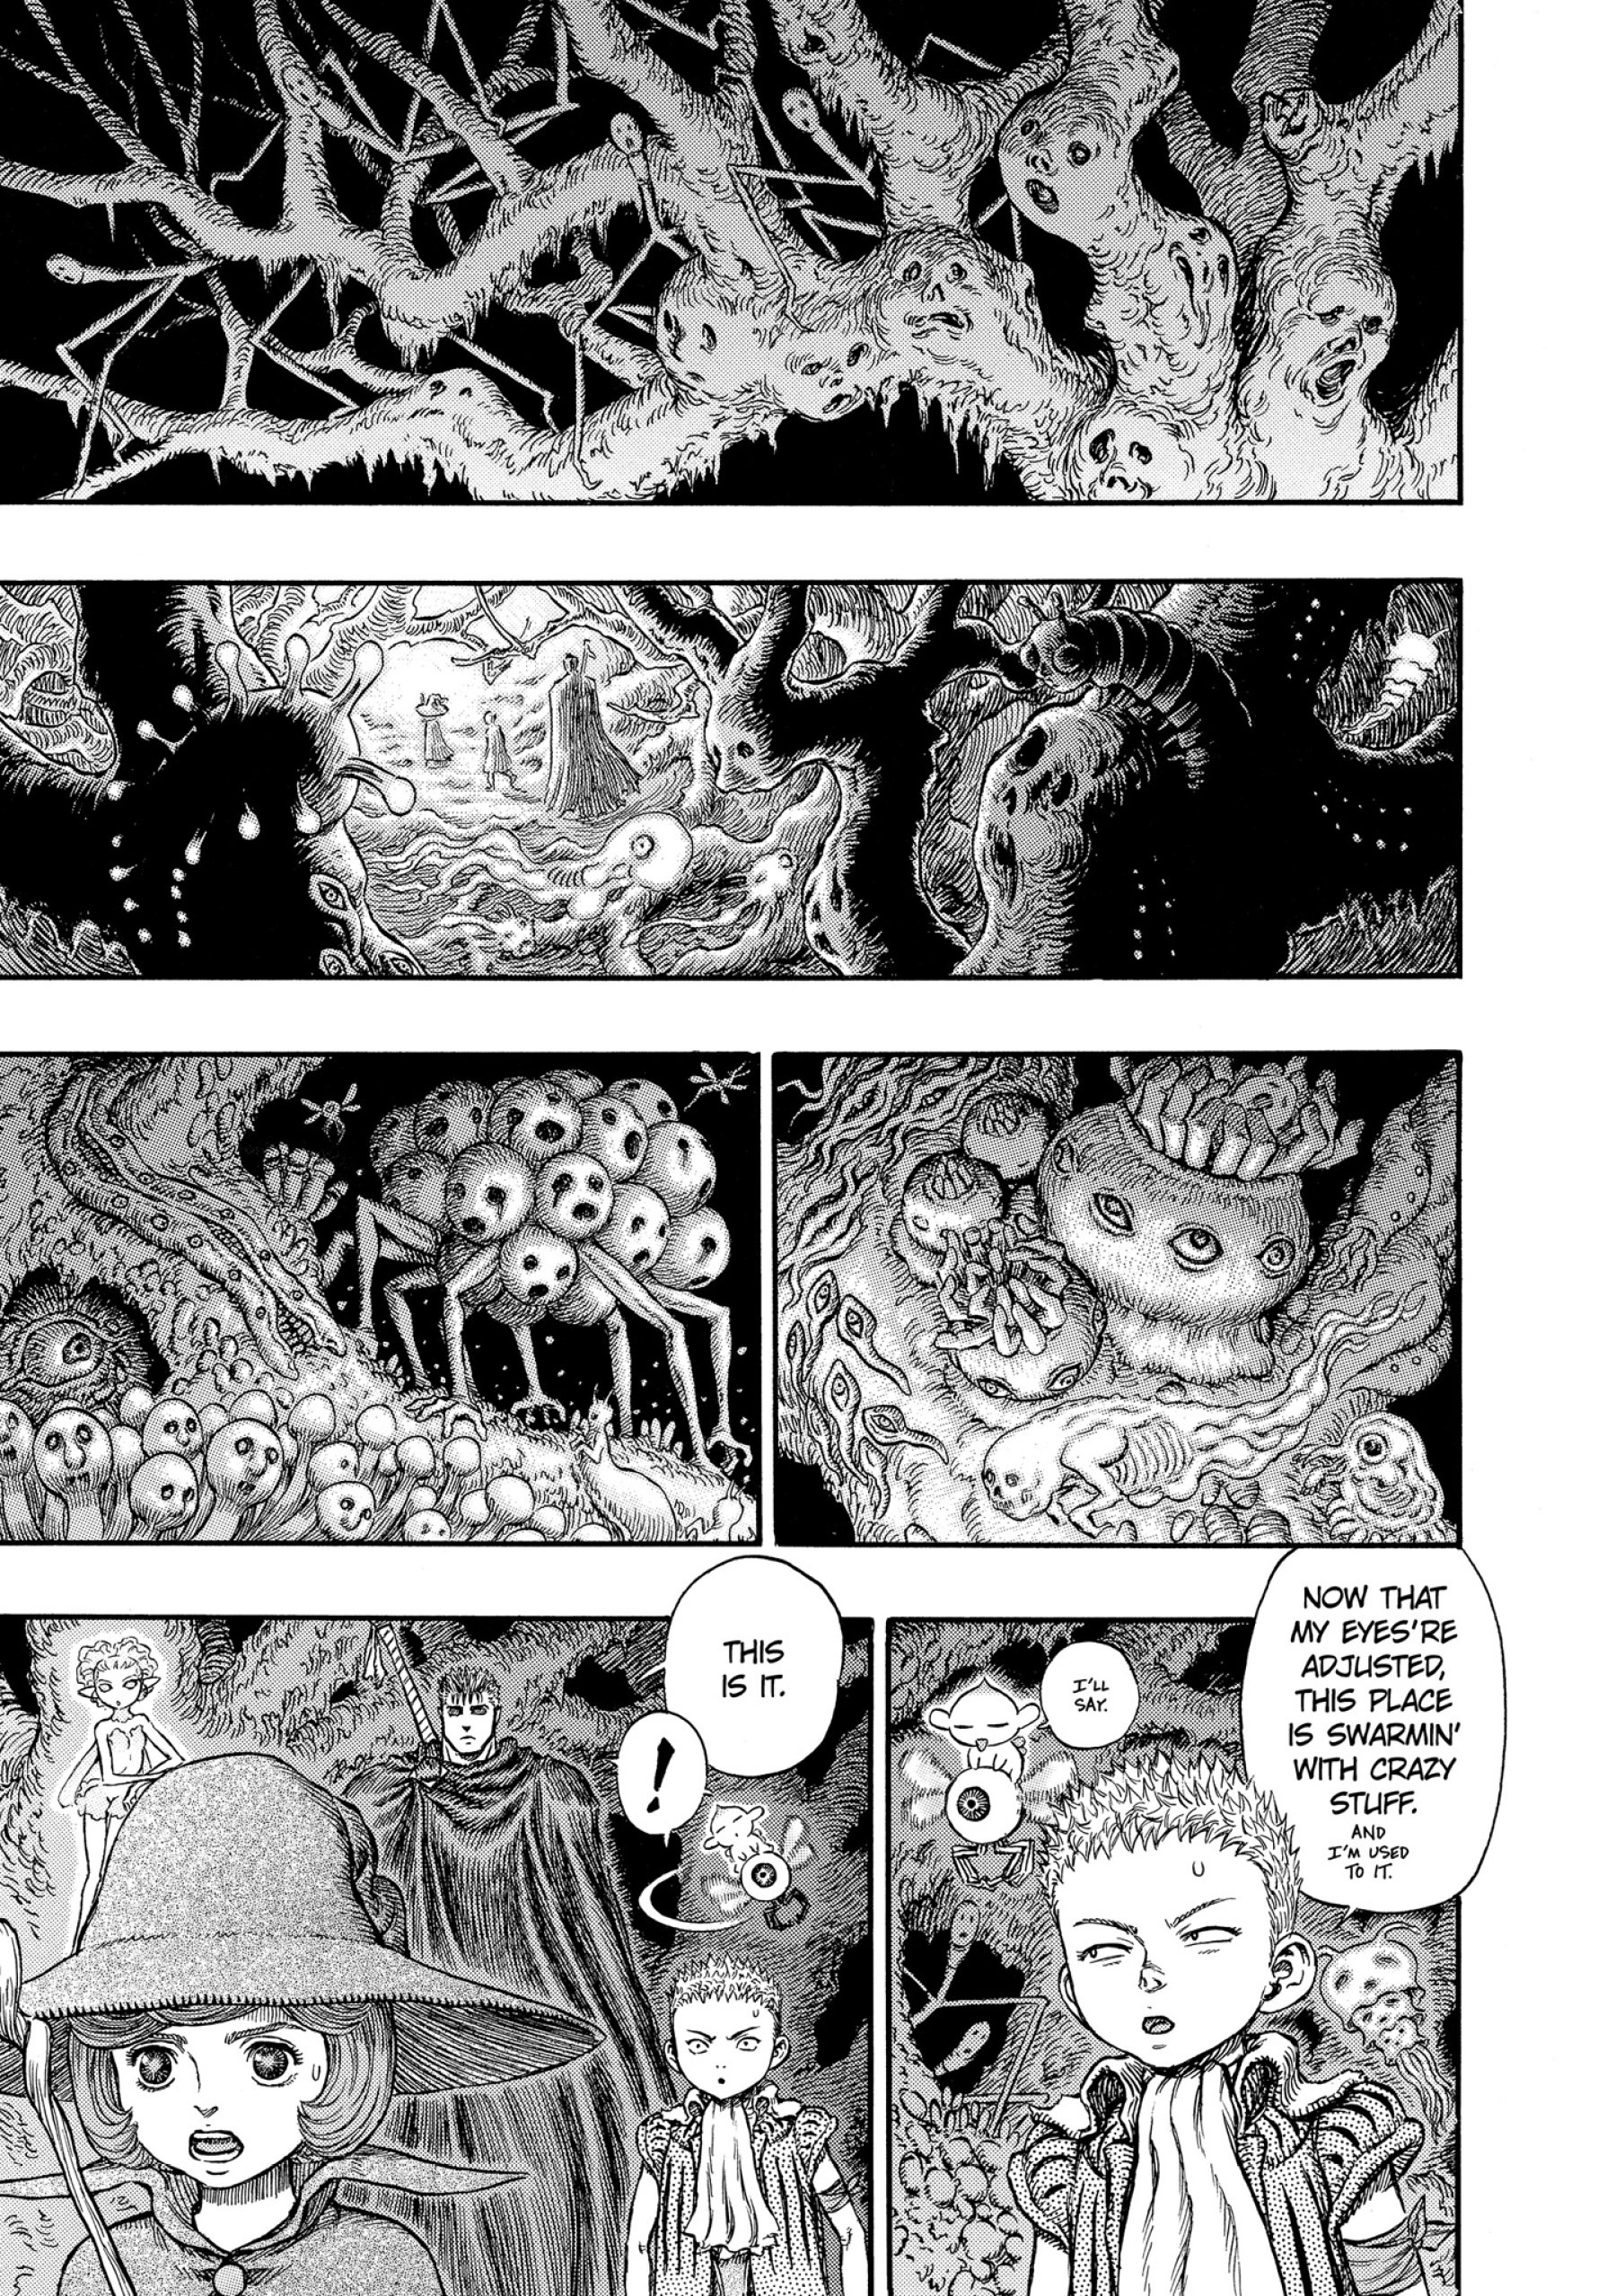 NOW THAT
MY EYES'RE
ADJUSTED,
THIS PLACE
IS SWARMIN'
WITH CRAZY
STUFF.
AND
I'M USED
TO IT.
I'LL
SAY.
THIS
IS IT.
!